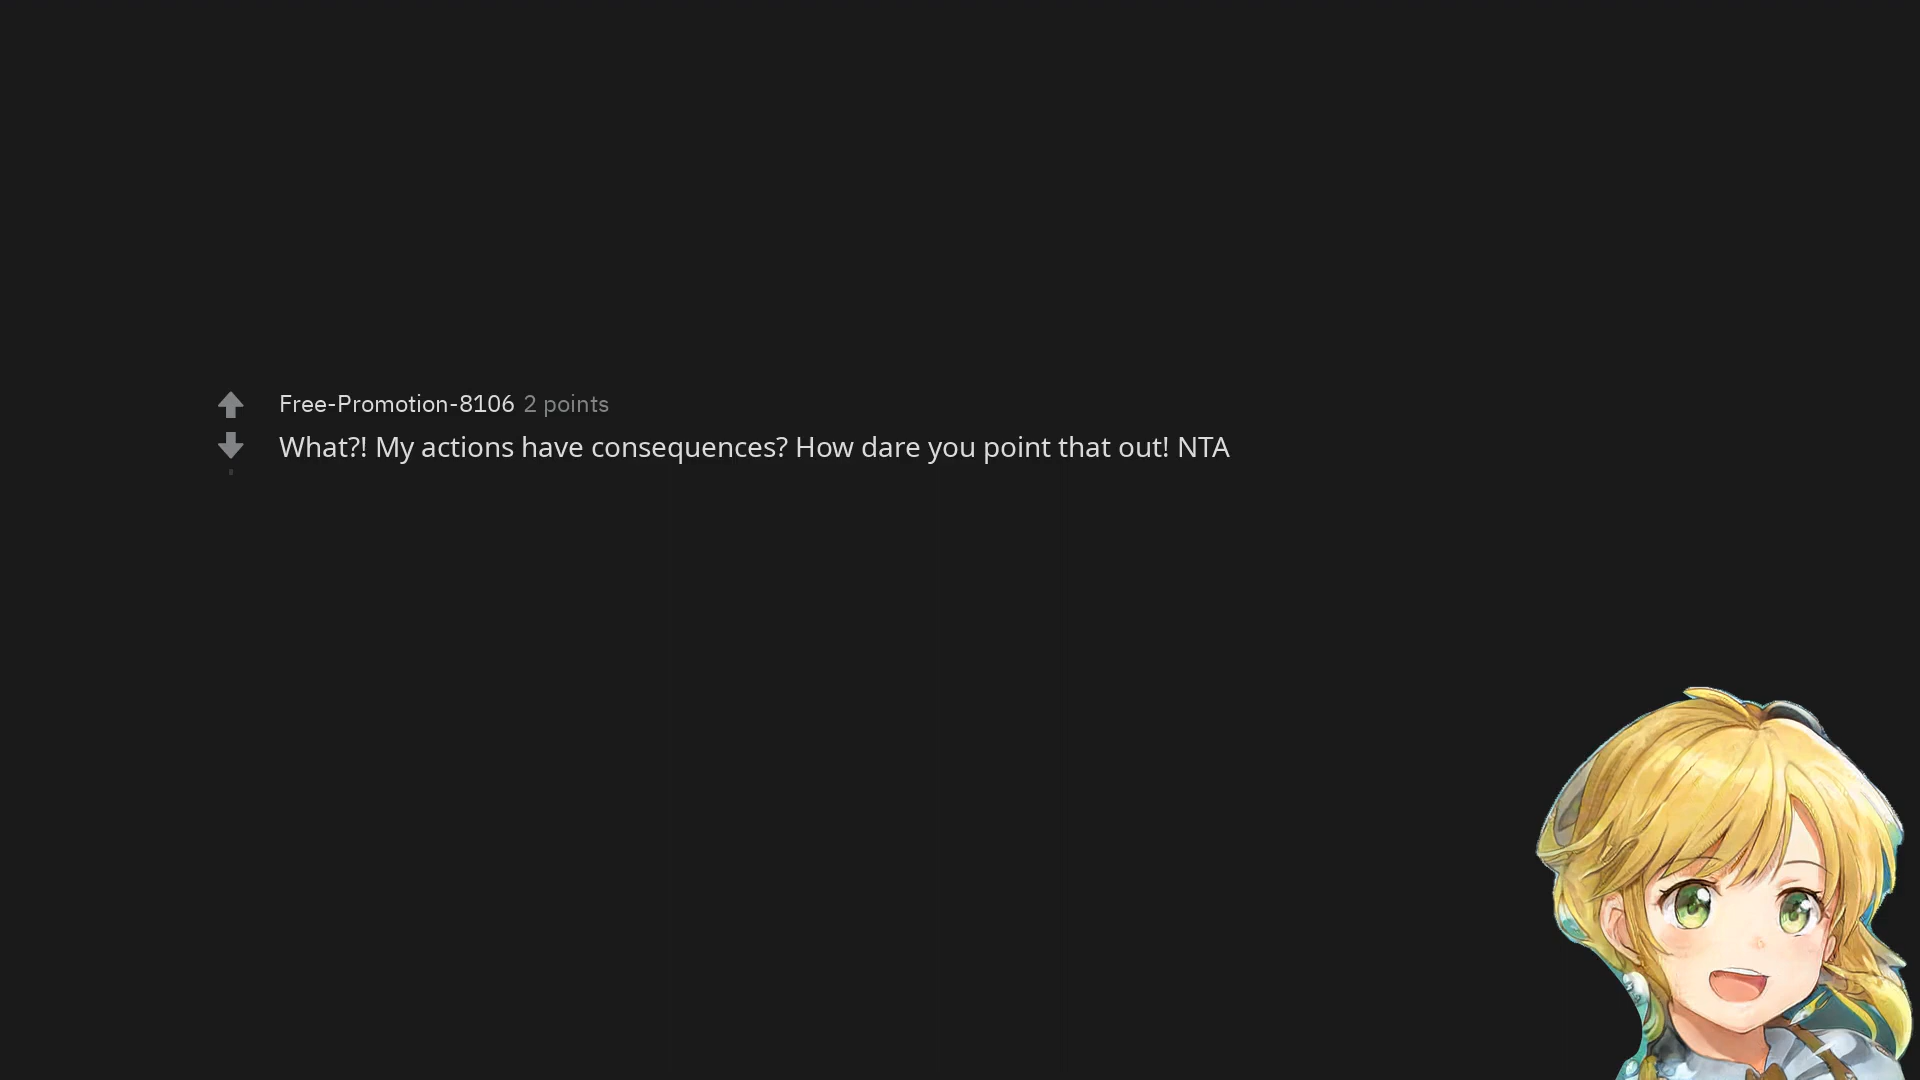 Free-Promotion-8106 2 points
What?! My actions have consequences? How dare you point that out! NTA